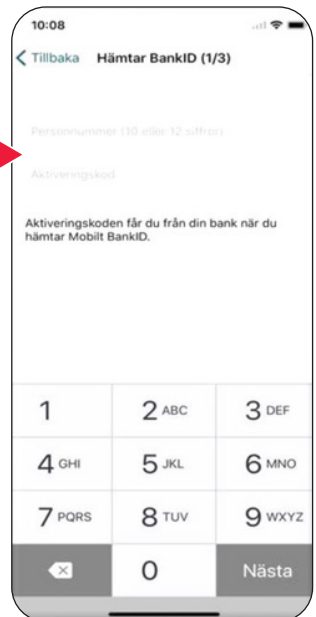 10:08
Tillbaka Hämtar BankID (1/3)
Personnummer (10 eller 12 siffror)
Aktiveringskod
Aktiveringskoden får du från din bank när du
hämtar Mobilt BankID.
1 2 ABC 3 DEF
4 GHI 5 JKL 6 MNO
7 PQRS 8 TUV 9 WXYZ
0 Nästa